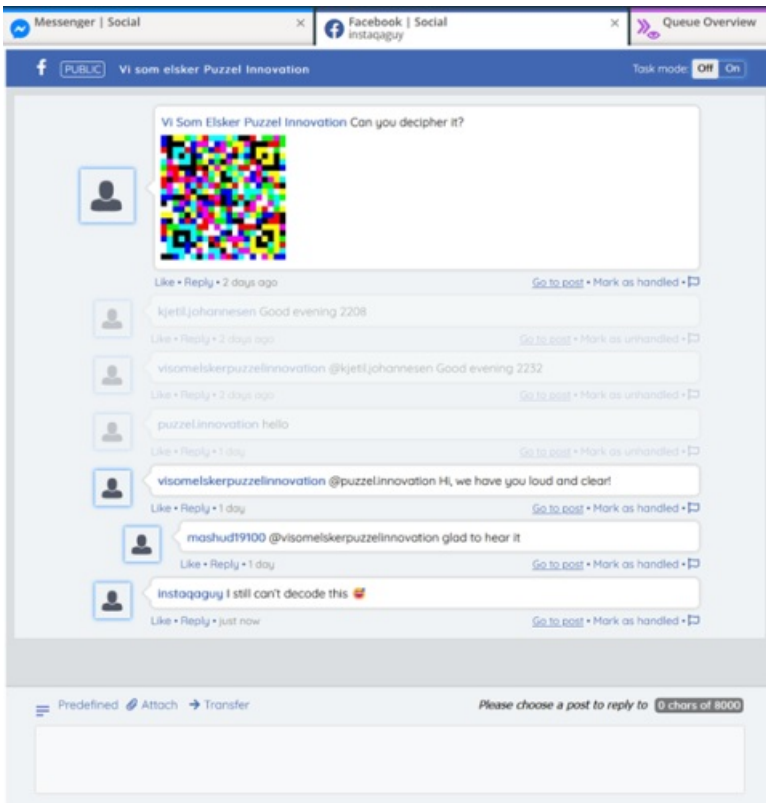 Messenger | Social ×
Facebook | Social ×
instaqaguy
Queue Overview
PUBLIC Vi som elsker Puzzel Innovation Task mode: Off On
Vi Som Elsker Puzzel Innovation Can you decipher it?
Like • Reply • 2 days ago Go to post • Mark as handled •
kjetil.johannesen Good evening 2208
Like • Reply • 2 days ago Go to post • Mark as unhandled •
visomelskerpuzzelinnovation @kjetil.johannesen Good evening 2232
Like • Reply • 2 days ago Go to post • Mark as unhandled •
puzzel.innovation hello
Like • Reply • 1 day Go to post • Mark as unhandled •
visomelskerpuzzelinnovation @puzzel.innovation Hi, we have you loud and clear!
Like • Reply • 1 day Go to post • Mark as handled •
mashud19100 @visomelskerpuzzelinnovation glad to hear it
Like • Reply • 1 day Go to post • Mark as handled •
instaqaguy I still can't decode this 😅
Like • Reply • just now Go to post • Mark as handled •
Predefined Attach Transfer Please choose a post to reply to 0 chars of 8000